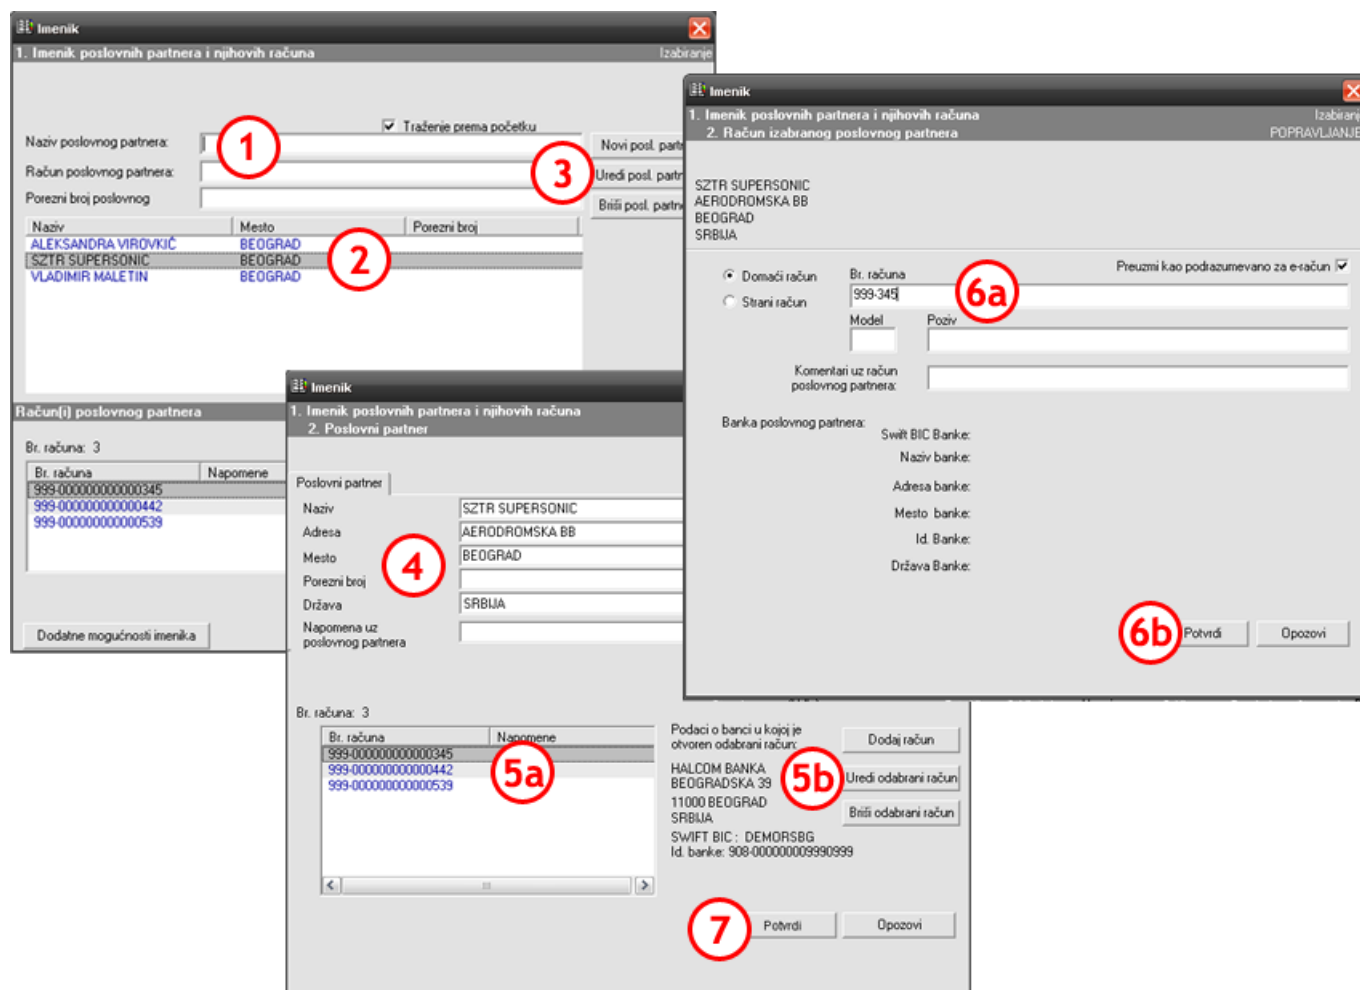 Imenik
1. Imenik poslovnih partnera i njihovih računa
Izabiranje
Traženje prema početku
Naziv poslovnog partnera:
1
Novi posl.
Račun poslovnog partnera:
3
Uredi posl.
Porezni broj poslovnog
Briši posl.
Naziv Mesto Porezni broj
ALEKSANDRA VIROVKIČ BEOGRAD
SZTR SUPERSONIC BEOGRAD
VLADIMIR MALETIN BEOGRAD
2
Račun(i) poslovnog partnera
Br. računa: 3
Br. računa Napomene
999-000000000000345
999-000000000000442
999-000000000000539
Dodatne mogućnosti imenika
Imenik
1. Imenik poslovnih partnera i njihovih računa
2. Poslovni partner
Poslovni partner
Naziv SZTR SUPERSONIC
Adresa AERODROMSKA BB
Mesto BEOGRAD
4
Porezni broj
Država SRBIJA
Napomena uz
poslovnog partnera
Br. računa: 3
Br. računa Napomene
999-000000000000345
999-000000000000442
999-000000000000539
5a
Podaci o banci u kojoj je
otvoren odabrani račun:
HALCOM BANKA
BEOGRADSKA 39
11000 BEOGRAD
SRBIJA
SWIFT BIC : DEMORSBG
Id. banke: 908-000000009990999
5b
Dodaj račun
Uredi odabrani račun
Briši odabrani račun
7
Potvrdi
Opozovi
Imenik
1. Imenik poslovnih partnera i njihovih računa
Izabiranje
2. Račun izabranog poslovnog partnera
POPRAVLJANJE
SZTR SUPERSONIC
AERODROMSKA BB
BEOGRAD
SRBIJA
Preuzmi kao podrazumevano za e-račun
Domaći račun
Strani račun
Br. računa
999-345
6a
Model Poziv
Komentari uz račun
poslovnog partnera:
Banka poslovnog partnera:
Swift BIC Banke:
Naziv banke:
Adresa banke:
Mesto banke:
Id. Banke:
Država Banke:
6b
Potvrdi
Opozovi